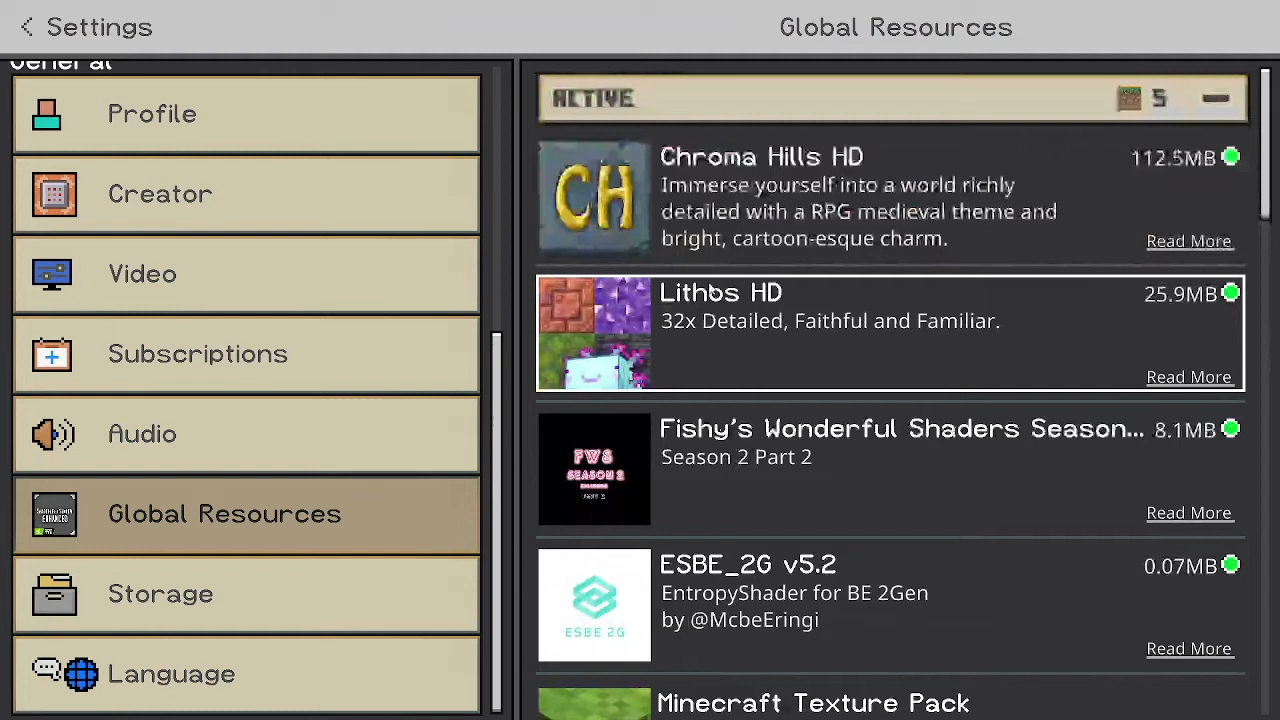 Settings
Global Resources
General
Profile
Creator
Video
Subscriptions
Audio
Global Resources
Storage
Language
ACTIVE
5
CH
Chroma Hills HD
112.5MB
Immerse yourself into a world richly
detailed with a RPG medieval theme and
bright, cartoon-esque charm.
Read More
Lithos HD
25.9MB
32x Detailed, Faithful and Familiar.
Read More
FWS
SEASON 2
PART 2
Fishy's Wonderful Shaders Season...
8.1MB
Season 2 Part 2
Read More
ESBE 2G
ESBE_2G v5.2
0.07MB
EntropyShader for BE 2Gen
by @McbeEringi
Read More
Minecraft Texture Pack